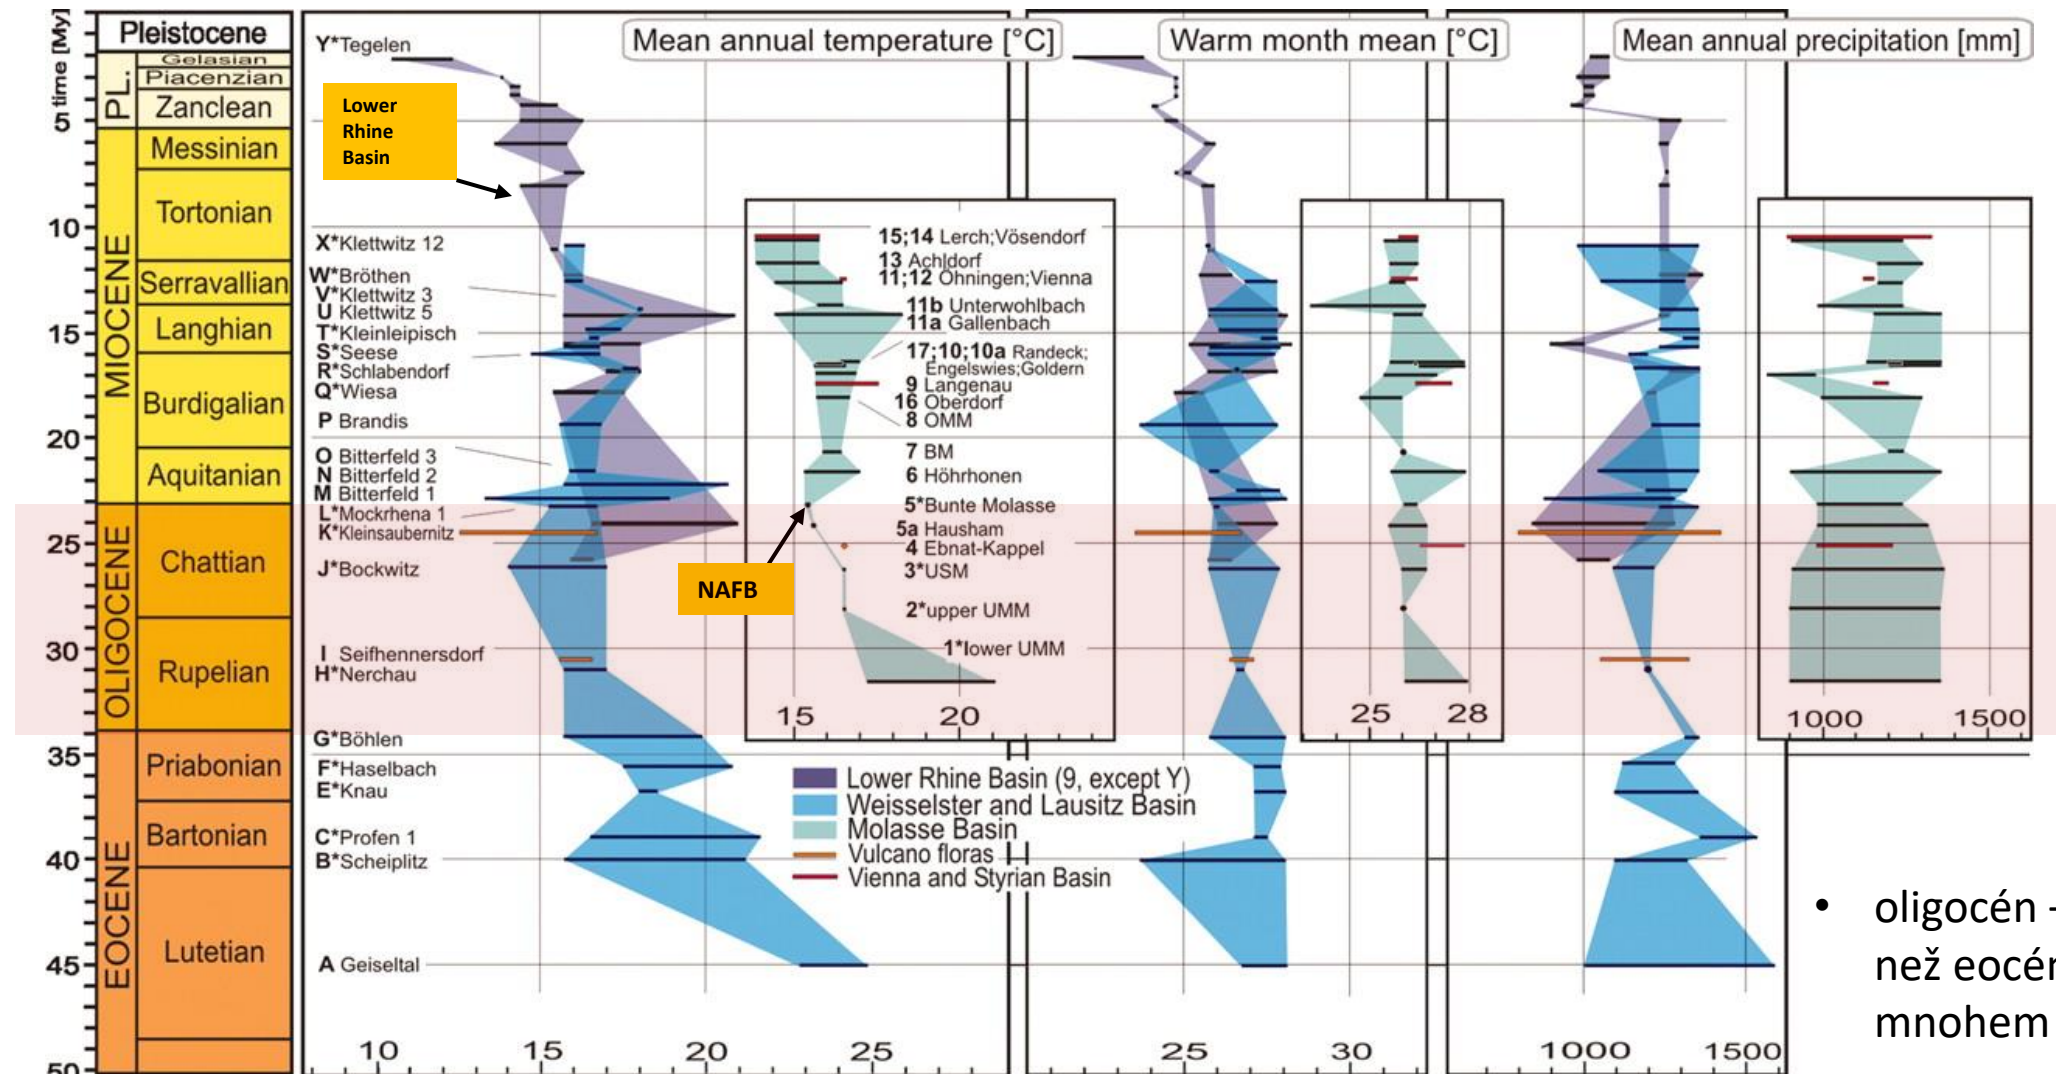 time [My]
5
10
15
20
25
30
35
40
45
50
PL.
MIOCENE
OLIGOCENE
EOCENE
Pleistocene
Gelasian
Piacenzian
Zanclean
Messinian
Tortonian
Serravallian
Langhian
Burdigalian
Aquitanian
Chattian
Rupelian
Priabonian
Bartonian
Lutetian
Mean annual temperature [°C]
Warm month mean [°C]
Mean annual precipitation [mm]
Y*Tegelen
Lower
Rhine
Basin
X*Klettwitz 12
W*Bröthen
V*Klettwitz 3
U Klettwitz 5
T*Kleinleipisch
S*Seese
R*Schlabendorf
Q*Wiesa
P Brandis
O Bitterfeld 3
N Bitterfeld 2
M Bitterfeld 1
L*Mockrhena 1
K*Kleinsaubernitz
J*Bockwitz
I Seifhennersdorf
H*Nerchau
G*Böhlen
F*Haselbach
E*Knau
C*Profen 1
B*Scheiplitz
A Geiseltal
15;14 Lerch;Vösendorf
13 Achldorf
11;12 Öhningen;Vienna
11b Unterwohlbach
11a Gallenbach
17;10;10a Randeck;
Engelswies;Goldern
9 Langenau
16 Oberdorf
8 OMM
7 BM
6 Höhrhonen
5*Bunte Molasse
5a Hausham
4 Ebnat-Kappel
3*USM
2*upper UMM
1*lower UMM
NAFB
15 20
25 28
1000 1500
Lower Rhine Basin (9, except Y)
Weisselster and Lausitz Basin
Molasse Basin
Vulcano floras
Vienna and Styrian Basin
10 15 20 25
25 30
1000 1500
• oligocén -
než eocén
mnohem